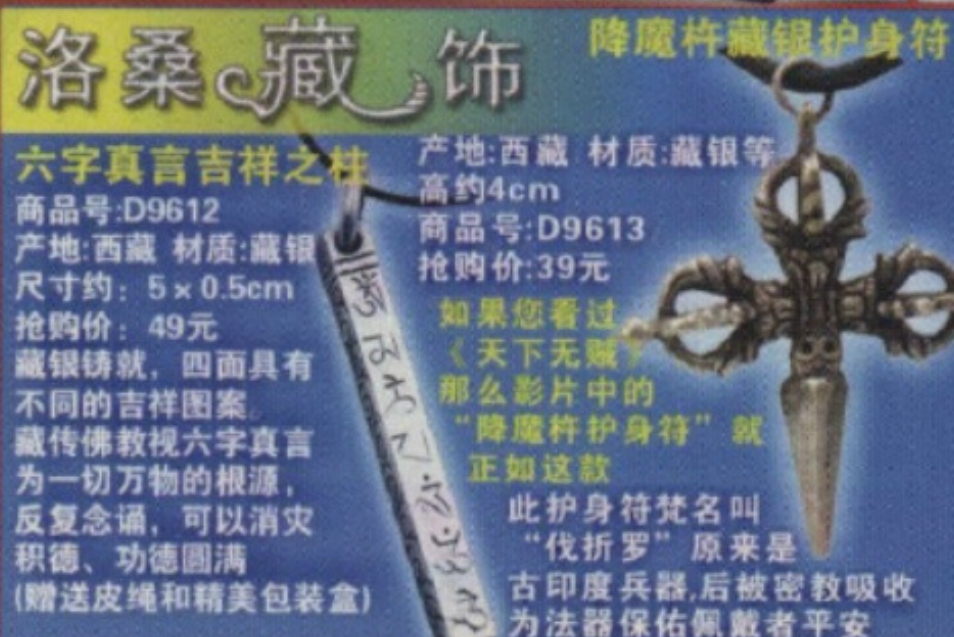 洛桑藏饰
降魔杵藏银护身符
六字真言吉祥之柱
商品号:D9612
产地:西藏 材质:藏银
尺寸约：5×0.5cm
抢购价：49元
藏银铸就，四面具有
不同的吉祥图案。
藏传佛教视六字真言
为一切万物的根源，
反复念诵，可以消灾
积德、功德圆满
(赠送皮绳和精美包装盒)
产地:西藏 材质:藏银等
高约4cm
商品号:D9613
抢购价:39元
如果您看过
《天下无贼》
那么影片中的
“降魔杵护身符”就
正如这款
此护身符梵名叫
“伐折罗”原来是
古印度兵器,后被密教吸收
为法器保佑佩戴者平安